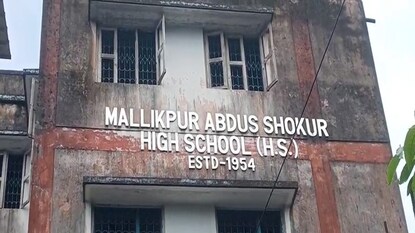 MALLIKPUR ABDUS SHOKUR
HIGH SCHOOL (H.S.)
ESTD-1954